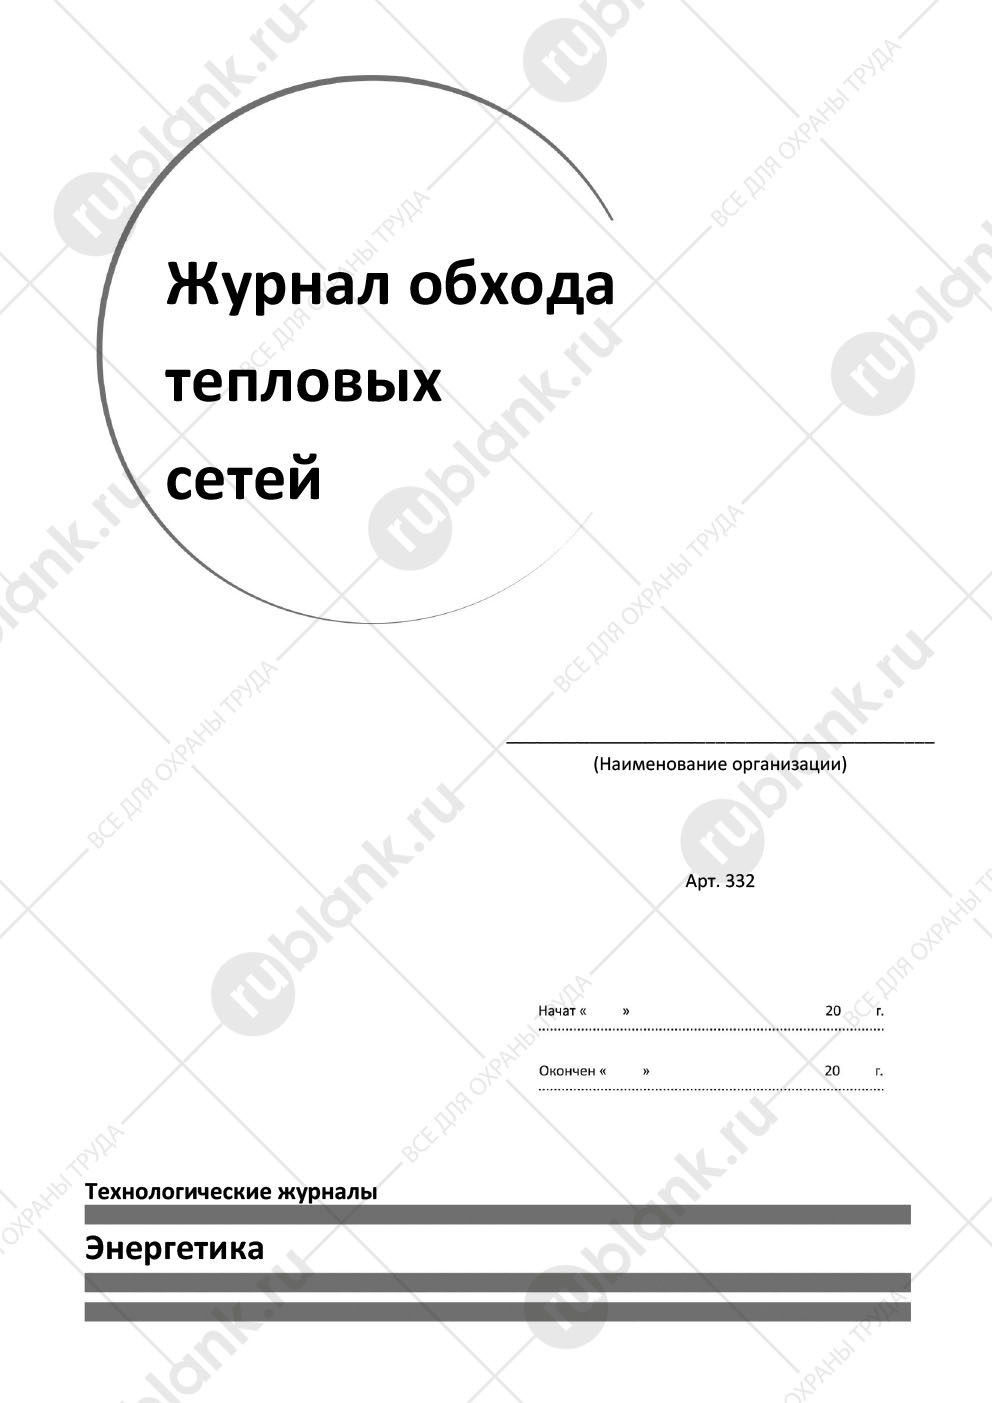 Журнал обхода
тепловых
сетей
(Наименование организации)
Арт. 332
Начат « » 20 г.
Окончен « » 20 г.
Технологические журналы
Энергетика
rublank.ru
ВСЕ ДЛЯ ОХРАНЫ ТРУДА